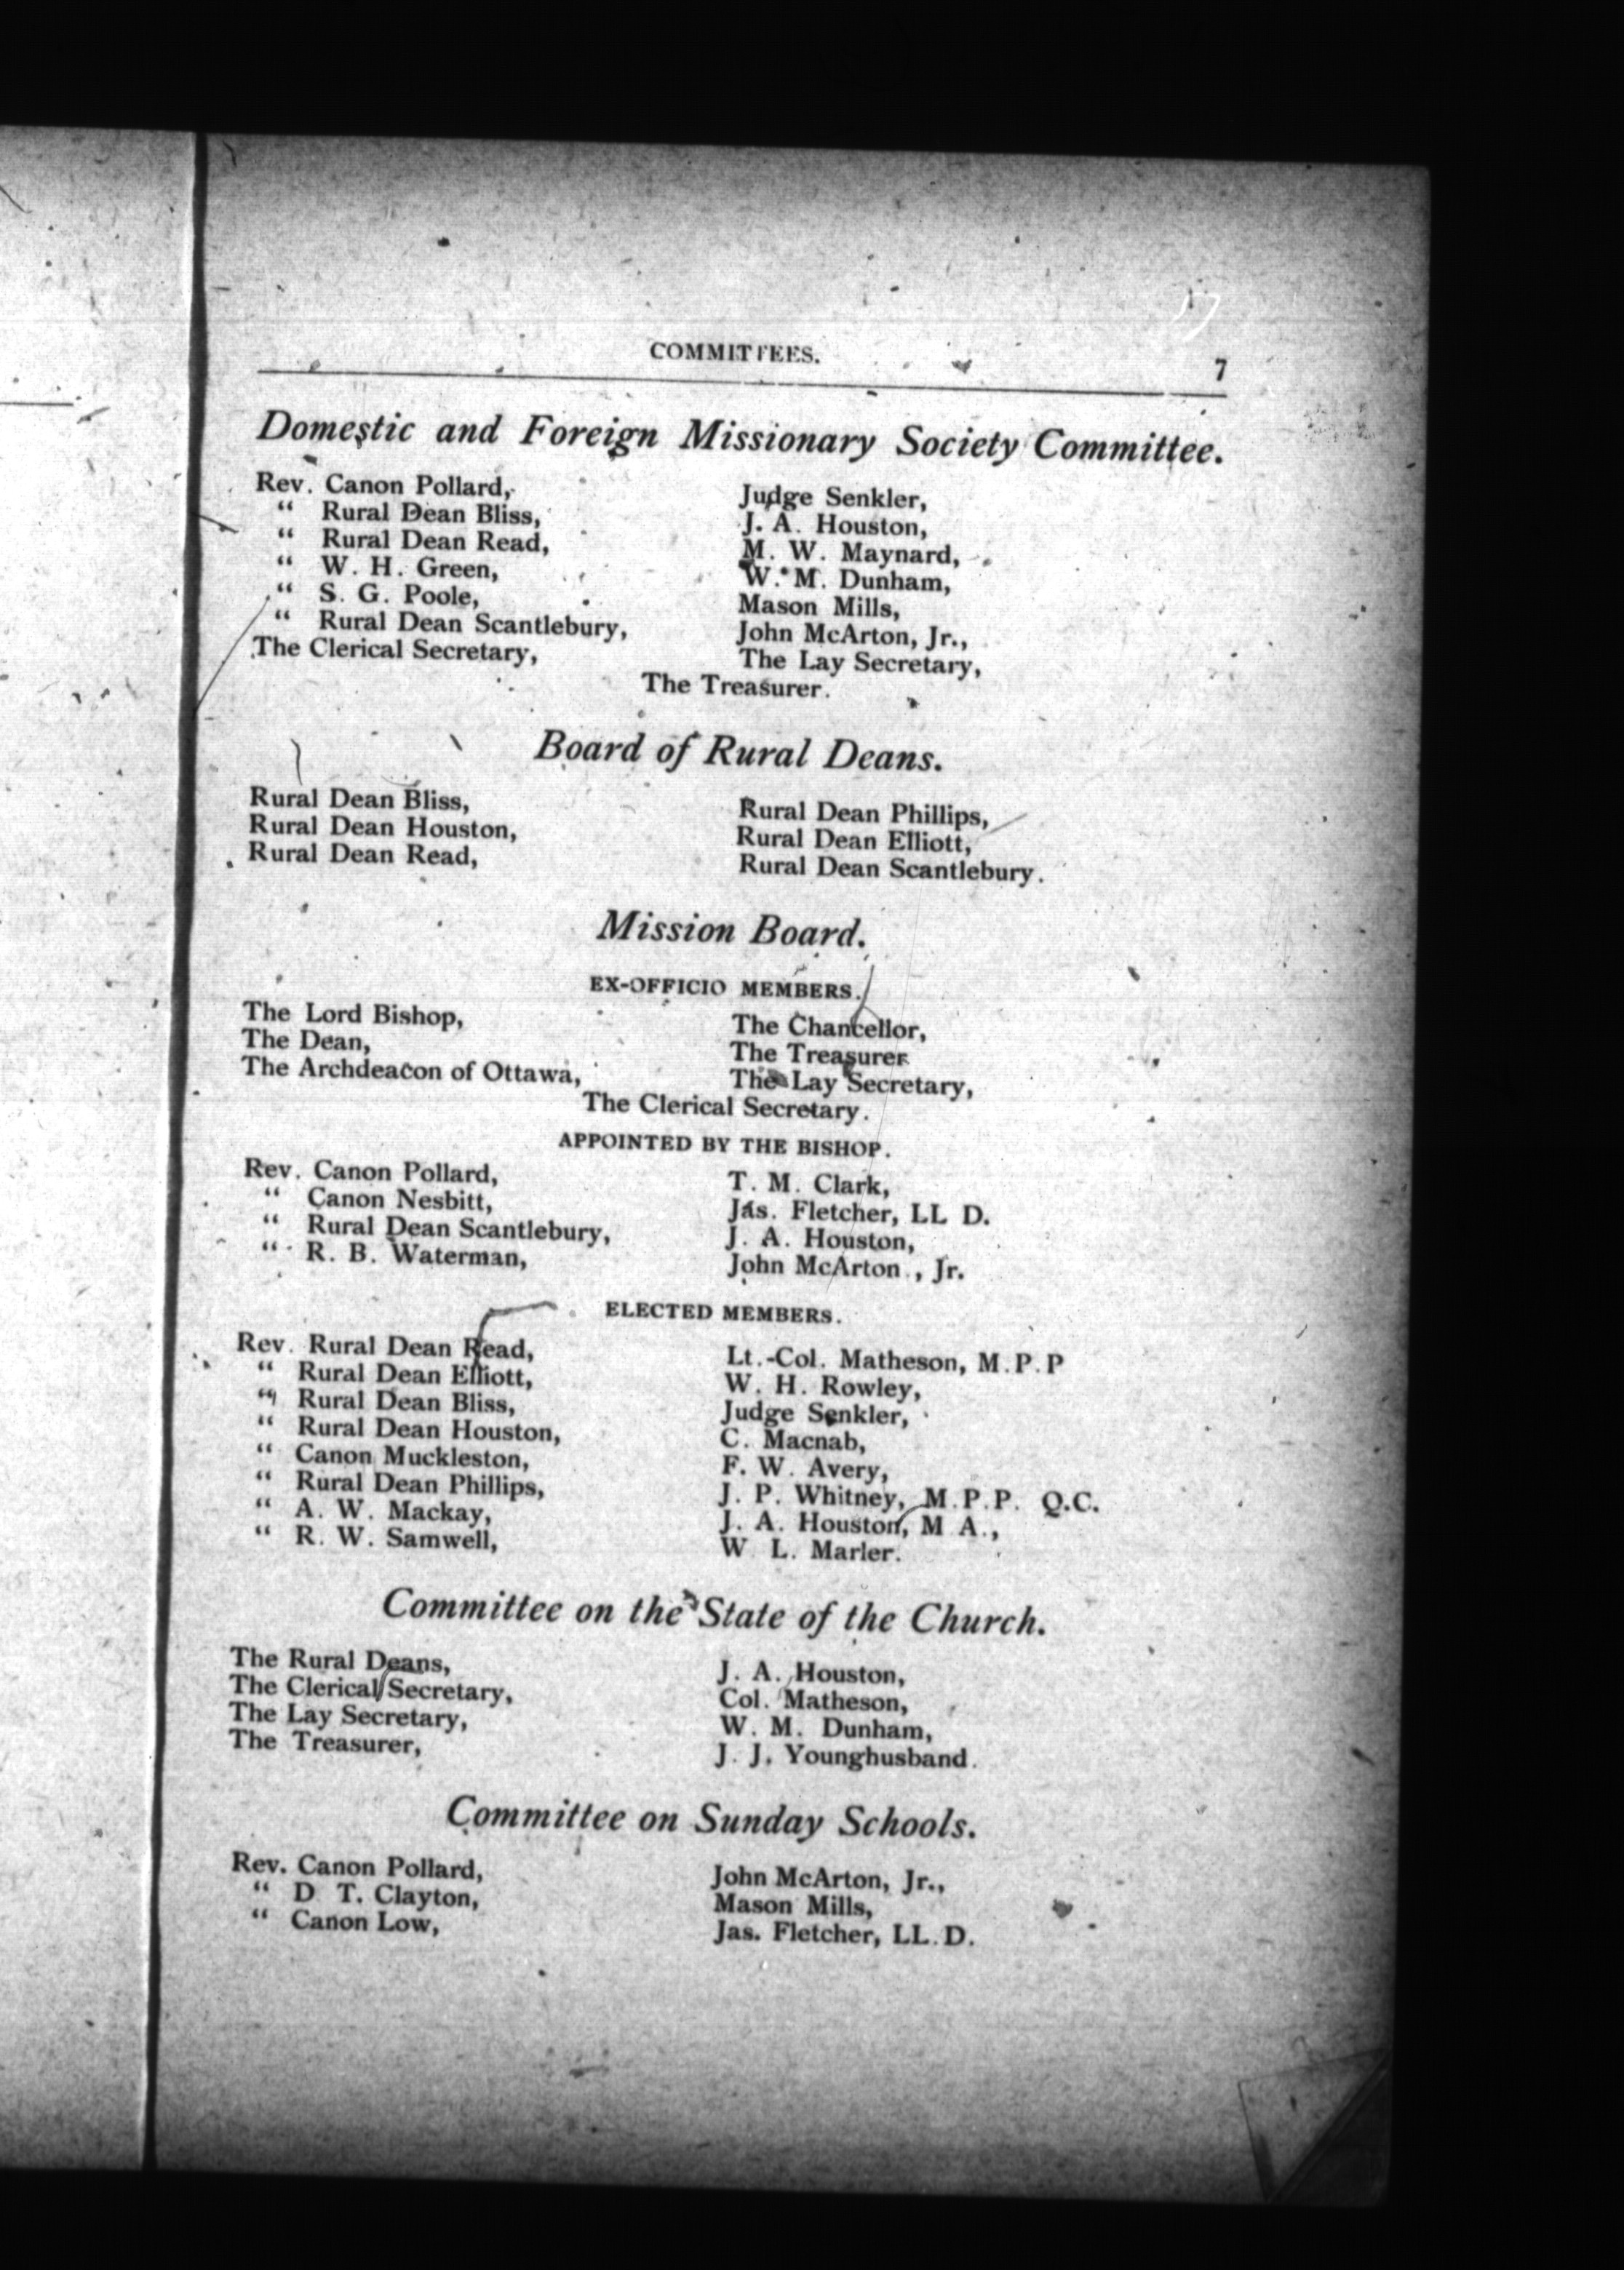 COMMITTEES.
7
Domestic and Foreign Missionary Society Committee.
Rev. Canon Pollard,
“ Rural Dean Bliss,
“ Rural Dean Read,
“ W. H. Green,
“ S. G. Poole,
“ Rural Dean Scantlebury,
The Clerical Secretary,
Judge Senkler,
J. A. Houston,
M. W. Maynard,
W. M. Dunham,
Mason Mills,
John McArton, Jr.,
The Lay Secretary,
The Treasurer.
Board of Rural Deans.
Rural Dean Bliss,
Rural Dean Houston,
Rural Dean Read,
Rural Dean Phillips,
Rural Dean Elliott,
Rural Dean Scantlebury.
Mission Board.
EX-OFFICIO MEMBERS.
The Lord Bishop,
The Dean,
The Archdeacon of Ottawa,
The Chancellor,
The Treasurer
The Lay Secretary,
The Clerical Secretary.
APPOINTED BY THE BISHOP.
Rev. Canon Pollard,
“ Canon Nesbitt,
“ Rural Dean Scantlebury,
“ R. B. Waterman,
T. M. Clark,
Jas. Fletcher, LL D.
J. A. Houston,
John McArton, Jr.
ELECTED MEMBERS.
Rev. Rural Dean Read,
“ Rural Dean Elliott,
“ Rural Dean Bliss,
“ Rural Dean Houston,
“ Canon Muckleston,
“ Rural Dean Phillips,
“ A. W. Mackay,
“ R. W. Samwell,
Lt.-Col. Matheson, M.P.P
W. H. Rowley,
Judge Senkler,
C. Macnab,
F. W. Avery,
J. P. Whitney, M.P.P. Q.C.
J. A. Houston, M A.,
W L. Marler.
Committee on the State of the Church.
The Rural Deans,
The Clerical Secretary,
The Lay Secretary,
The Treasurer,
J. A. Houston,
Col. Matheson,
W. M. Dunham,
J. J. Younghusband.
Committee on Sunday Schools.
Rev. Canon Pollard,
“ D T. Clayton,
“ Canon Low,
John McArton, Jr.,
Mason Mills,
Jas. Fletcher, LL.D.